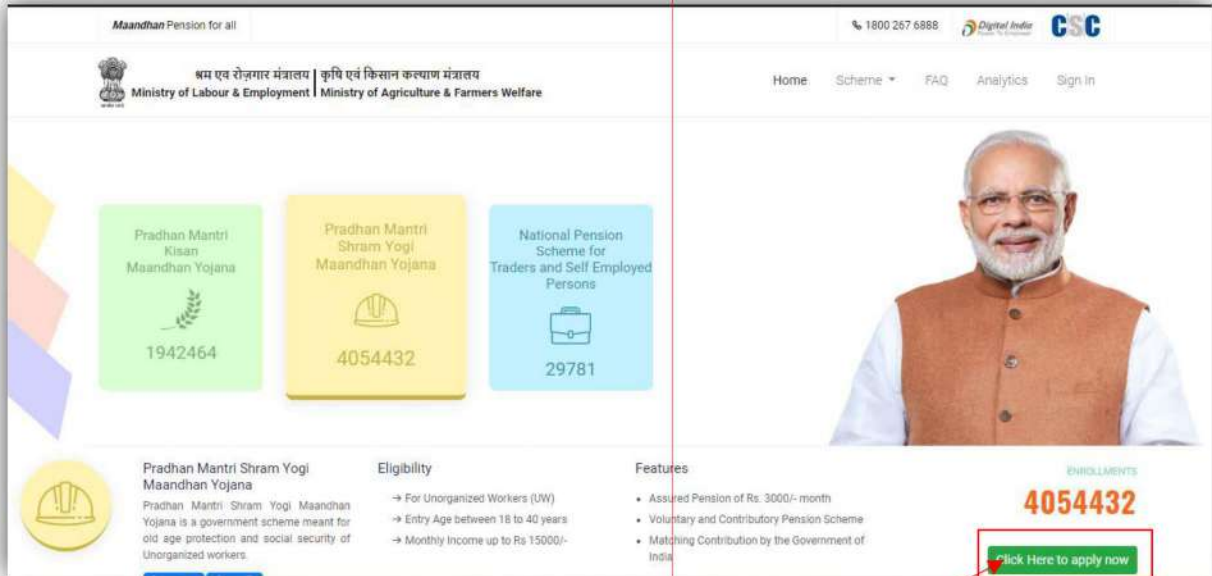 Maandhan Pension for all
1800 267 6888
Digital India
CSC
श्रम एव रोज़गार मंत्रालय | कृषि एवं किसान कल्याण मंत्रालय
Ministry of Labour & Employment | Ministry of Agriculture & Farmers Welfare
Home Scheme FAQ Analytics Sign In
Pradhan Mantri
Kisan
Maandhan Yojana
1942464
Pradhan Mantri
Shram Yogi
Maandhan Yojana
4054432
National Pension
Scheme for
Traders and Self Employed
Persons
29781
Pradhan Mantri Shram Yogi
Maandhan Yojana
Pradhan Mantri Shram Yogi Maandhan
Yojana is a government scheme meant for
old age protection and social security of
Unorganized workers.
Eligibility
→ For Unorganized Workers (UW)
→ Entry Age between 18 to 40 years
→ Monthly Income up to Rs 15000/-
Features
• Assured Pension of Rs. 3000/- month
• Voluntary and Contributory Pension Scheme
• Matching Contribution by the Government of
India
ENROLLMENTS
4054432
Click Here to apply now